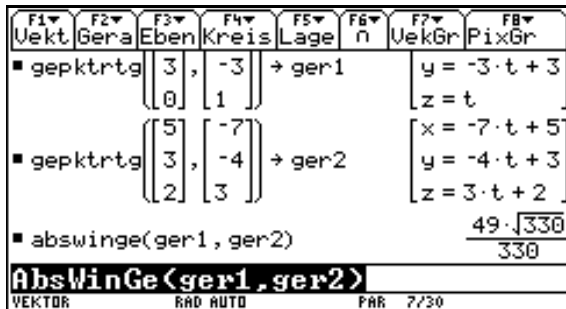 F1▼ F2▼ F3▼ F4▼ F5▼ F6▼ F7▼ F8▼
Vekt Gera Eben Kreis Lage ∩ VekGr PixGr
▪ gepktrtg([3 0], [-3 1]) → ger1 [y = -3·t + 3 z = t]
▪ gepktrtg([5 3 2], [-7 -4 3]) → ger2 [x = -7·t + 5 y = -4·t + 3 z = 3·t + 2]
▪ abswinge(ger1, ger2) 49·√330/330
AbsWinGe(ger1,ger2)
VEKTOR RAD AUTO PAR 7/30